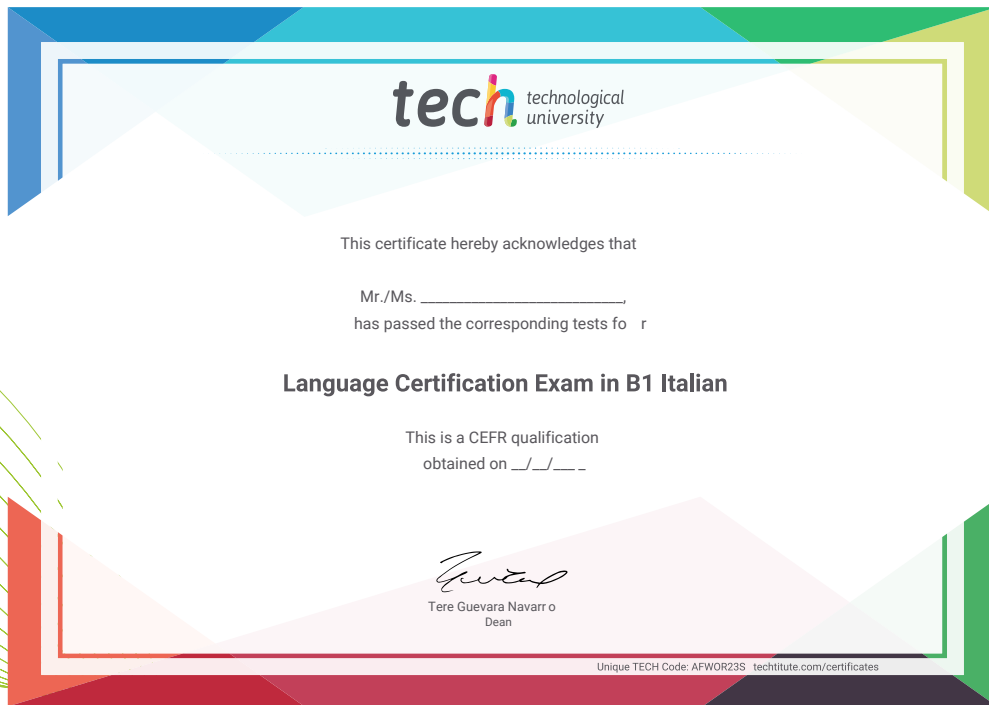 tech technological
university
This certificate hereby acknowledges that
Mr./Ms. ____________________________,
has passed the corresponding tests fo r
Language Certification Exam in B1 Italian
This is a CEFR qualification
obtained on __/__/___ _
Tere Guevara Navarr o
Dean
Unique TECH Code: AFWOR23S techtitute.com/certificates